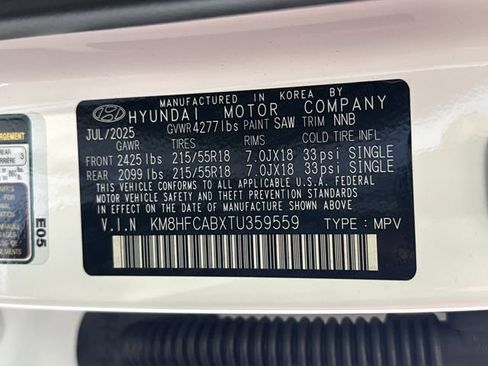 MANUFACTURED IN KOREA BY
HYUNDAI MOTOR COMPANY
JUL/2025 GVWR 4277lbs PAINT SAW TRIM NNB
GAWR TIRES RIMS COLD TIRE INFL
FRONT 2425lbs 215/55R18 7.0JX18 33psi SINGLE
REAR 2099lbs 215/55R18 7.0JX18 33psi SINGLE
THIS VEHICLE CONFORMS TO ALL APPLICABLE U.S.A. FEDERAL
MOTOR VEHICLE SAFETY STANDARDS IN EFFECT ON THE
DATE OF MANUFACTURE SHOWN ABOVE.
V.I.N KM8HFCABXTU359559 TYPE : MPV
E05
REAR
3